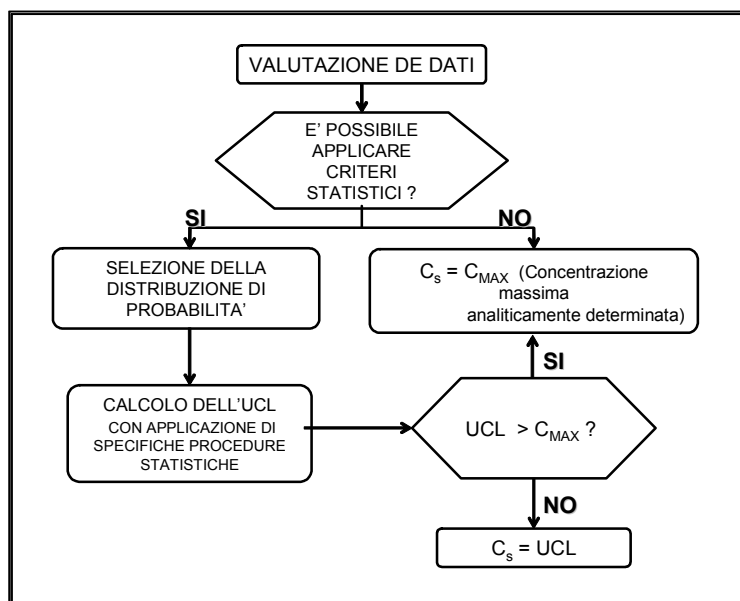 VALUTAZIONE DE DATI
E' POSSIBILE
APPLICARE
CRITERI
STATISTICI ?
SI
NO
SELEZIONE DELLA
DISTRIBUZIONE DI
PROBABILITA'
Cs = CMAX (Concentrazione
massima
analiticamente determinata)
SI
CALCOLO DELL'UCL
CON APPLICAZIONE DI
SPECIFICHE PROCEDURE
STATISTICHE
UCL > CMAX ?
NO
Cs = UCL